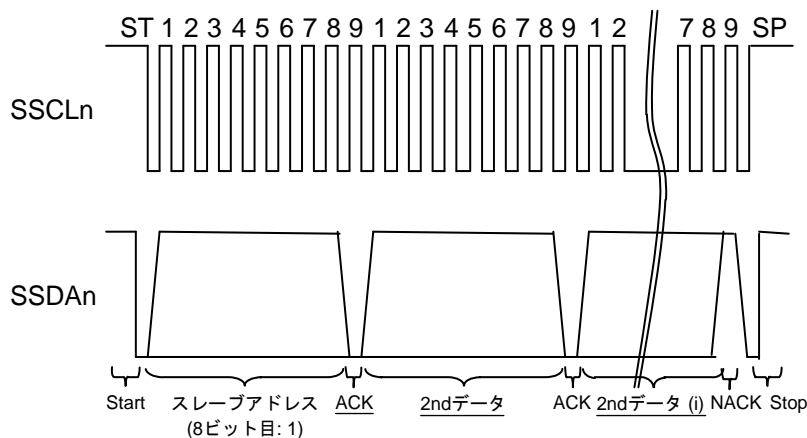 ST 1 2 3 4 5 6 7 8 9 1 2 3 4 5 6 7 8 9 1 2 7 8 9 SP
SSCLn
SSDAn
Start スレーブアドレス ACK 2ndデータ ACK 2ndデータ (i) NACK Stop
(8ビット目: 1)